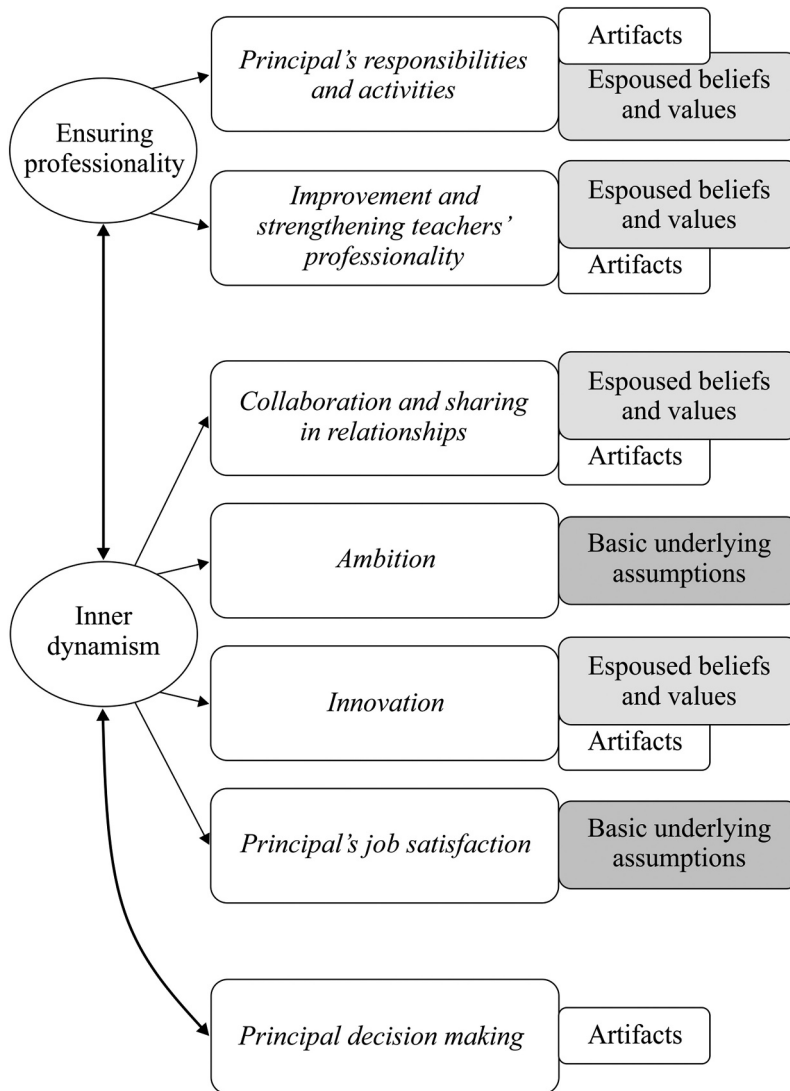 Ensuring
professionality
Principal’s responsibilities
and activities
Artifacts
Espoused beliefs
and values
Improvement and
strengthening teachers’
professionality
Espoused beliefs
and values
Artifacts
Inner
dynamism
Collaboration and sharing
in relationships
Espoused beliefs
and values
Artifacts
Ambition
Basic underlying
assumptions
Innovation
Espoused beliefs
and values
Artifacts
Principal’s job satisfaction
Basic underlying
assumptions
Principal decision making
Artifacts